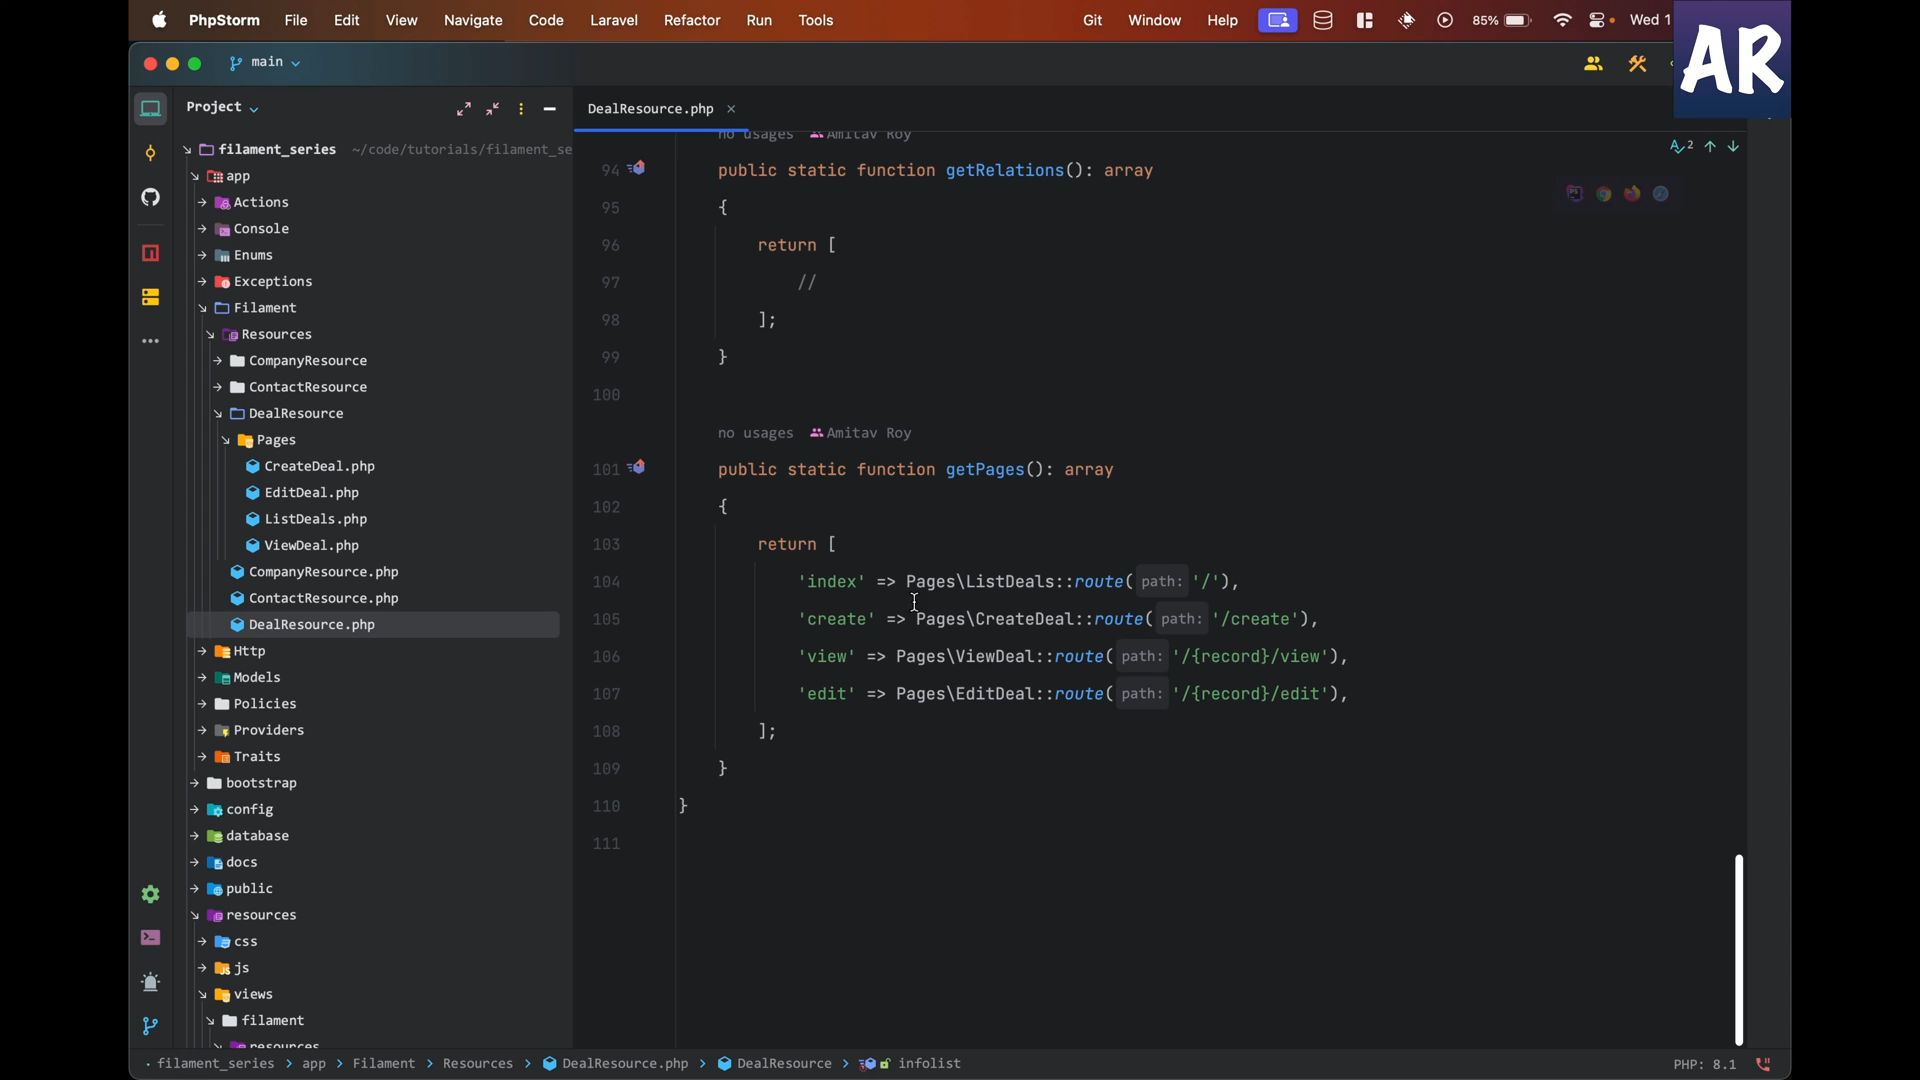 PhpStorm File Edit View Navigate Code Laravel Refactor Run Tools Git Window Help 85% Wed 1
AR
main
Project
DealResource.php
filament_series ~/code/tutorials/filament_se
app
Actions
Console
Enums
Exceptions
Filament
Resources
CompanyResource
ContactResource
DealResource
Pages
CreateDeal.php
EditDeal.php
ListDeals.php
ViewDeal.php
CompanyResource.php
ContactResource.php
DealResource.php
Http
Models
Policies
Providers
Traits
bootstrap
config
database
docs
public
resources
css
js
views
filament
resources
no usages Amitav Roy
2
94 public static function getRelations(): array
95 {
96 return [
97 //
98 ];
99 }
100
no usages Amitav Roy
101 public static function getPages(): array
102 {
103 return [
104 'index' => Pages\ListDeals::route( path: '/'),
105 'create' => Pages\CreateDeal::route( path: '/create'),
106 'view' => Pages\ViewDeal::route( path: '/{record}/view'),
107 'edit' => Pages\EditDeal::route( path: '/{record}/edit'),
108 ];
109 }
110 }
111
filament_series > app > Filament > Resources > DealResource.php > DealResource > infolist
PHP: 8.1